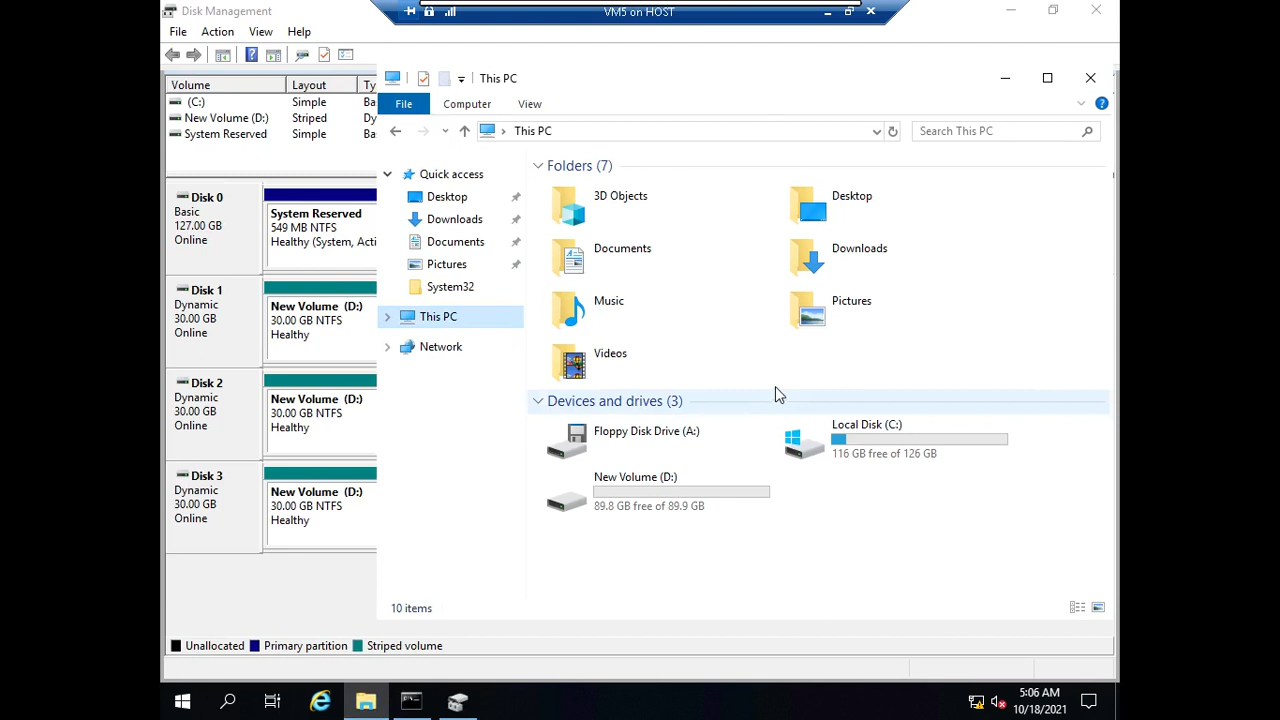 Disk Management
VM5 on HOST
File Action View Help
Volume Layout Ty
(C:) Simple Ba
New Volume (D:) Striped Dy
System Reserved Simple Ba
Disk 0
Basic
127.00 GB
Online
System Reserved
549 MB NTFS
Healthy (System, Acti
Disk 1
Dynamic
30.00 GB
Online
New Volume (D:)
30.00 GB NTFS
Healthy
Disk 2
Dynamic
30.00 GB
Online
New Volume (D:)
30.00 GB NTFS
Healthy
Disk 3
Dynamic
30.00 GB
Online
New Volume (D:)
30.00 GB NTFS
Healthy
Unallocated Primary partition Striped volume
This PC
File Computer View
This PC
Search This PC
Quick access
Desktop
Downloads
Documents
Pictures
System32
This PC
Network
Folders (7)
3D Objects
Desktop
Documents
Downloads
Music
Pictures
Videos
Devices and drives (3)
Floppy Disk Drive (A:)
Local Disk (C:)
116 GB free of 126 GB
New Volume (D:)
89.8 GB free of 89.9 GB
10 items
5:06 AM
10/18/2021